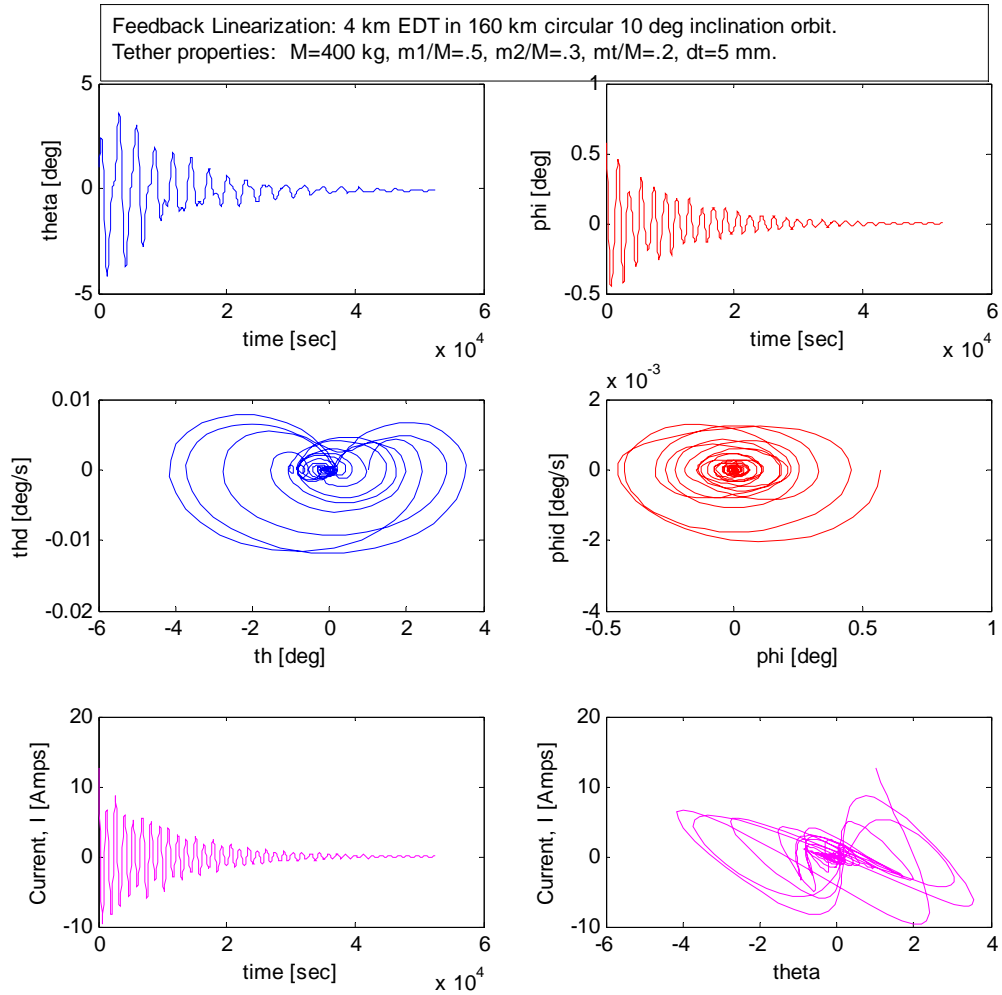 Feedback Linearization: 4 km EDT in 160 km circular 10 deg inclination orbit.
Tether properties:  M=400 kg, m1/M=.5, m2/M=.3, mt/M=.2, dt=5 mm.
5
0
-5
theta [deg]
0 2 4 6
time [sec]
x 10^4
1
0.5
0
-0.5
phi [deg]
0 2 4 6
time [sec]
x 10^4
0.01
0
-0.01
-0.02
thd [deg/s]
-6 -4 -2 0 2 4
th [deg]
x 10^-3
2
0
-2
-4
phid [deg/s]
-0.5 0 0.5 1
phi [deg]
20
10
0
-10
Current, I [Amps]
0 2 4 6
time [sec]
x 10^4
20
10
0
-10
Current, I [Amps]
-6 -4 -2 0 2 4
theta